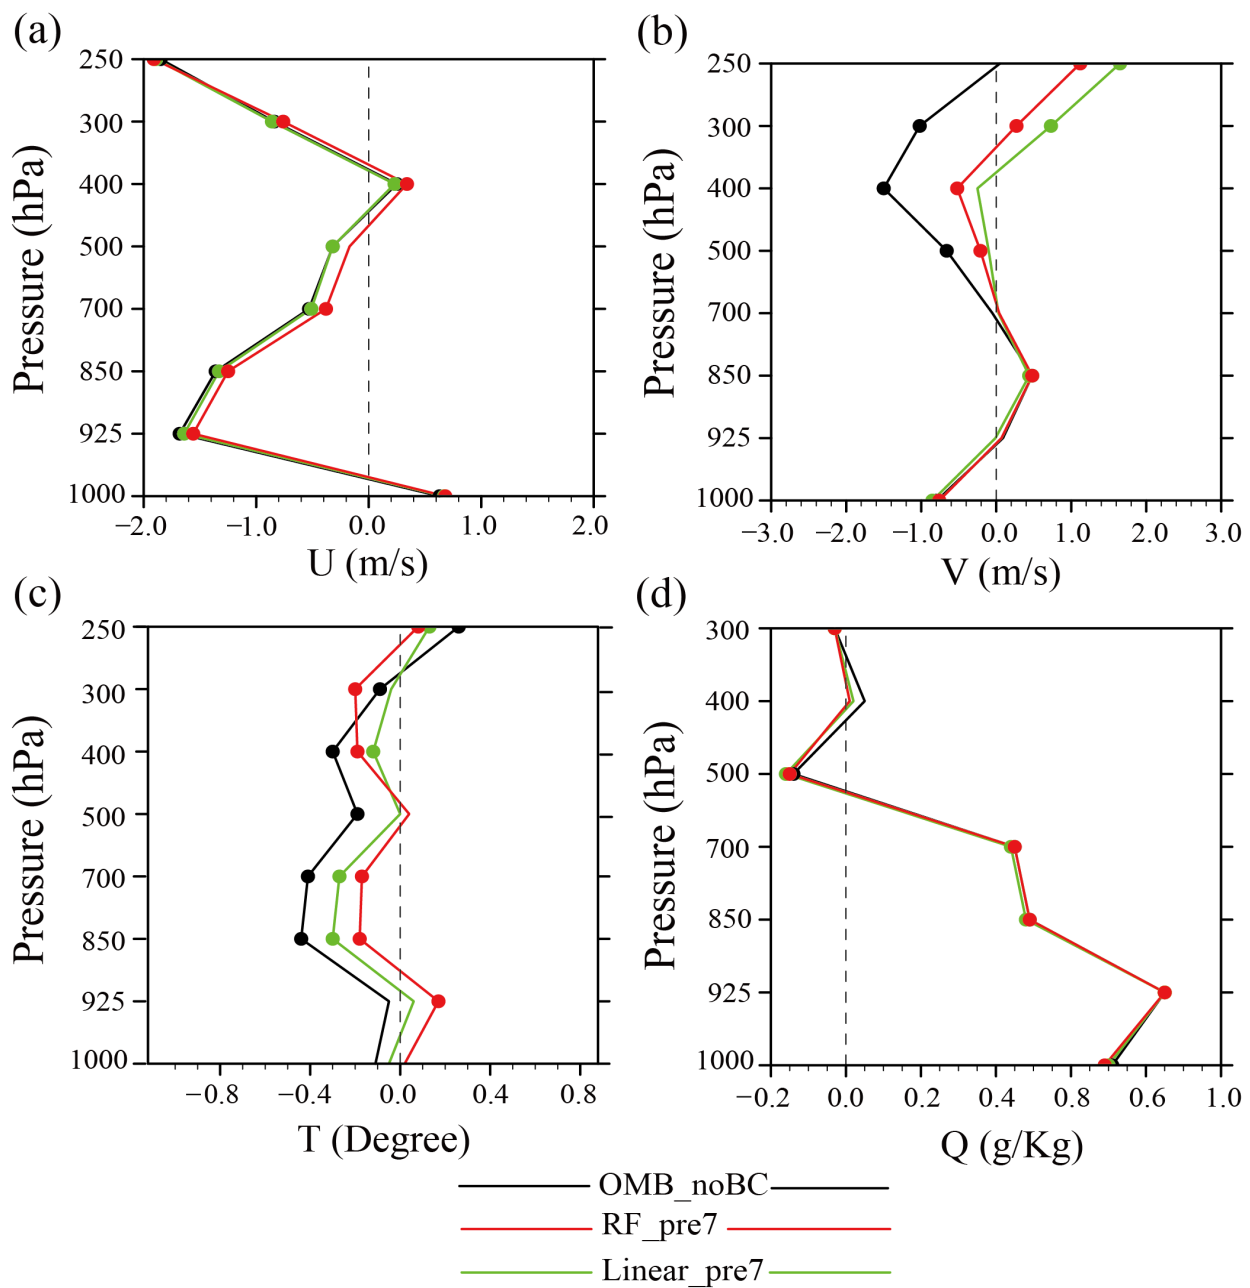 (a)
250
300
400
500
700
850
925
1000
Pressure (hPa)
−2.0 −1.0 0.0 1.0 2.0
U (m/s)
(b)
250
300
400
500
700
850
925
1000
Pressure (hPa)
−3.0 −2.0 −1.0 0.0 1.0 2.0 3.0
V (m/s)
(c)
250
300
400
500
700
850
925
1000
Pressure (hPa)
−0.8 −0.4 0.0 0.4 0.8
T (Degree)
(d)
300
400
500
700
850
925
1000
Pressure (hPa)
−0.2 0.0 0.4 0.8 0.6 1.0
Q (g/Kg)
OMB_noBC
RF_pre7
Linear_pre7